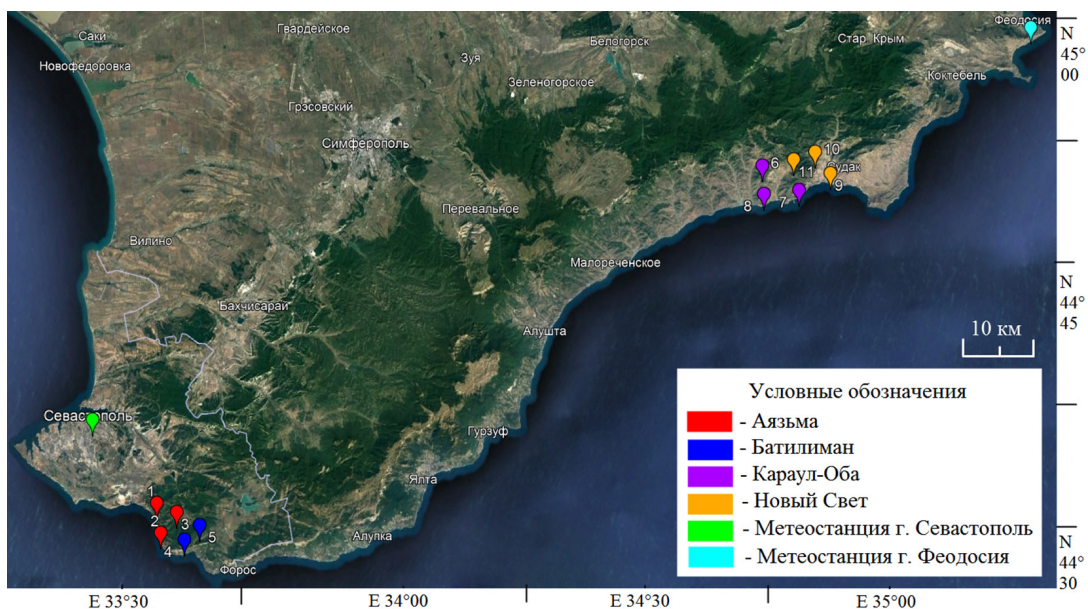 Феодосия
Саки
Гвардейское
Белогорск
Стар. Крым
N
45°
00
Новофёдоровка
Зуя
Зеленогорское
Коктебель
Грэсовский
Симферополь
6
10
11
Судак
9
8
7
Перевальное
Вилино
Малореченское
N
44°
45
Бахчисарай
Алушта
10 км
Севастополь
Гурзуф
Ялта
1
2
3
4
5
Алупка
Форос
Условные обозначения
- Аязьма
- Батилиман
- Караул-Оба
- Новый Свет
- Метеостанция г. Севастополь
- Метеостанция г. Феодосия
N
44°
30
E 33°30
E 34°00
E 34°30
E 35°00